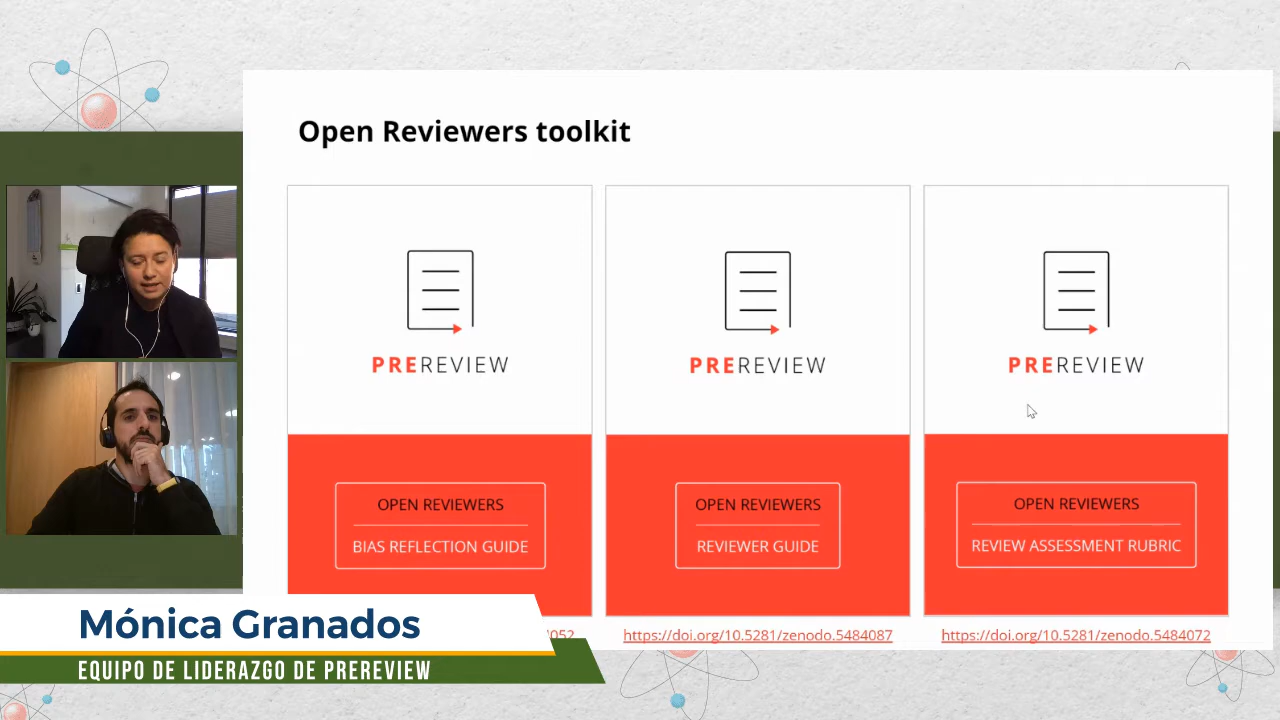 Open Reviewers toolkit
PREREVIEW
PREREVIEW
PREREVIEW
OPEN REVIEWERS
BIAS REFLECTION GUIDE
OPEN REVIEWERS
REVIEWER GUIDE
OPEN REVIEWERS
REVIEW ASSESSMENT RUBRIC
4052
https://doi.org/10.5281/zenodo.5484087
https://doi.org/10.5281/zenodo.5484072
Mónica Granados
EQUIPO DE LIDERAZGO DE PREREVIEW